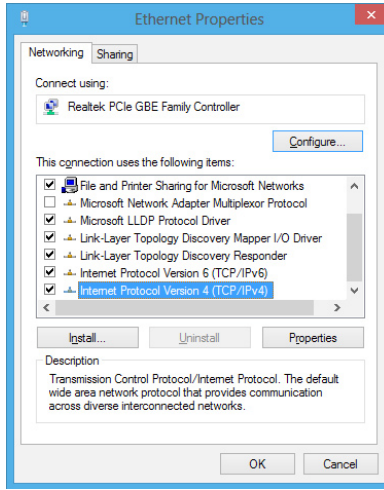 Ethernet Properties
Networking
Sharing
Connect using:
Realtek PCIe GBE Family Controller
Configure...
This connection uses the following items:
File and Printer Sharing for Microsoft Networks
Microsoft Network Adapter Multiplexor Protocol
Microsoft LLDP Protocol Driver
Link-Layer Topology Discovery Mapper I/O Driver
Link-Layer Topology Discovery Responder
Internet Protocol Version 6 (TCP/IPv6)
Internet Protocol Version 4 (TCP/IPv4)
Install...
Uninstall
Properties
Description
Transmission Control Protocol/Internet Protocol. The default
wide area network protocol that provides communication
across diverse interconnected networks.
OK
Cancel